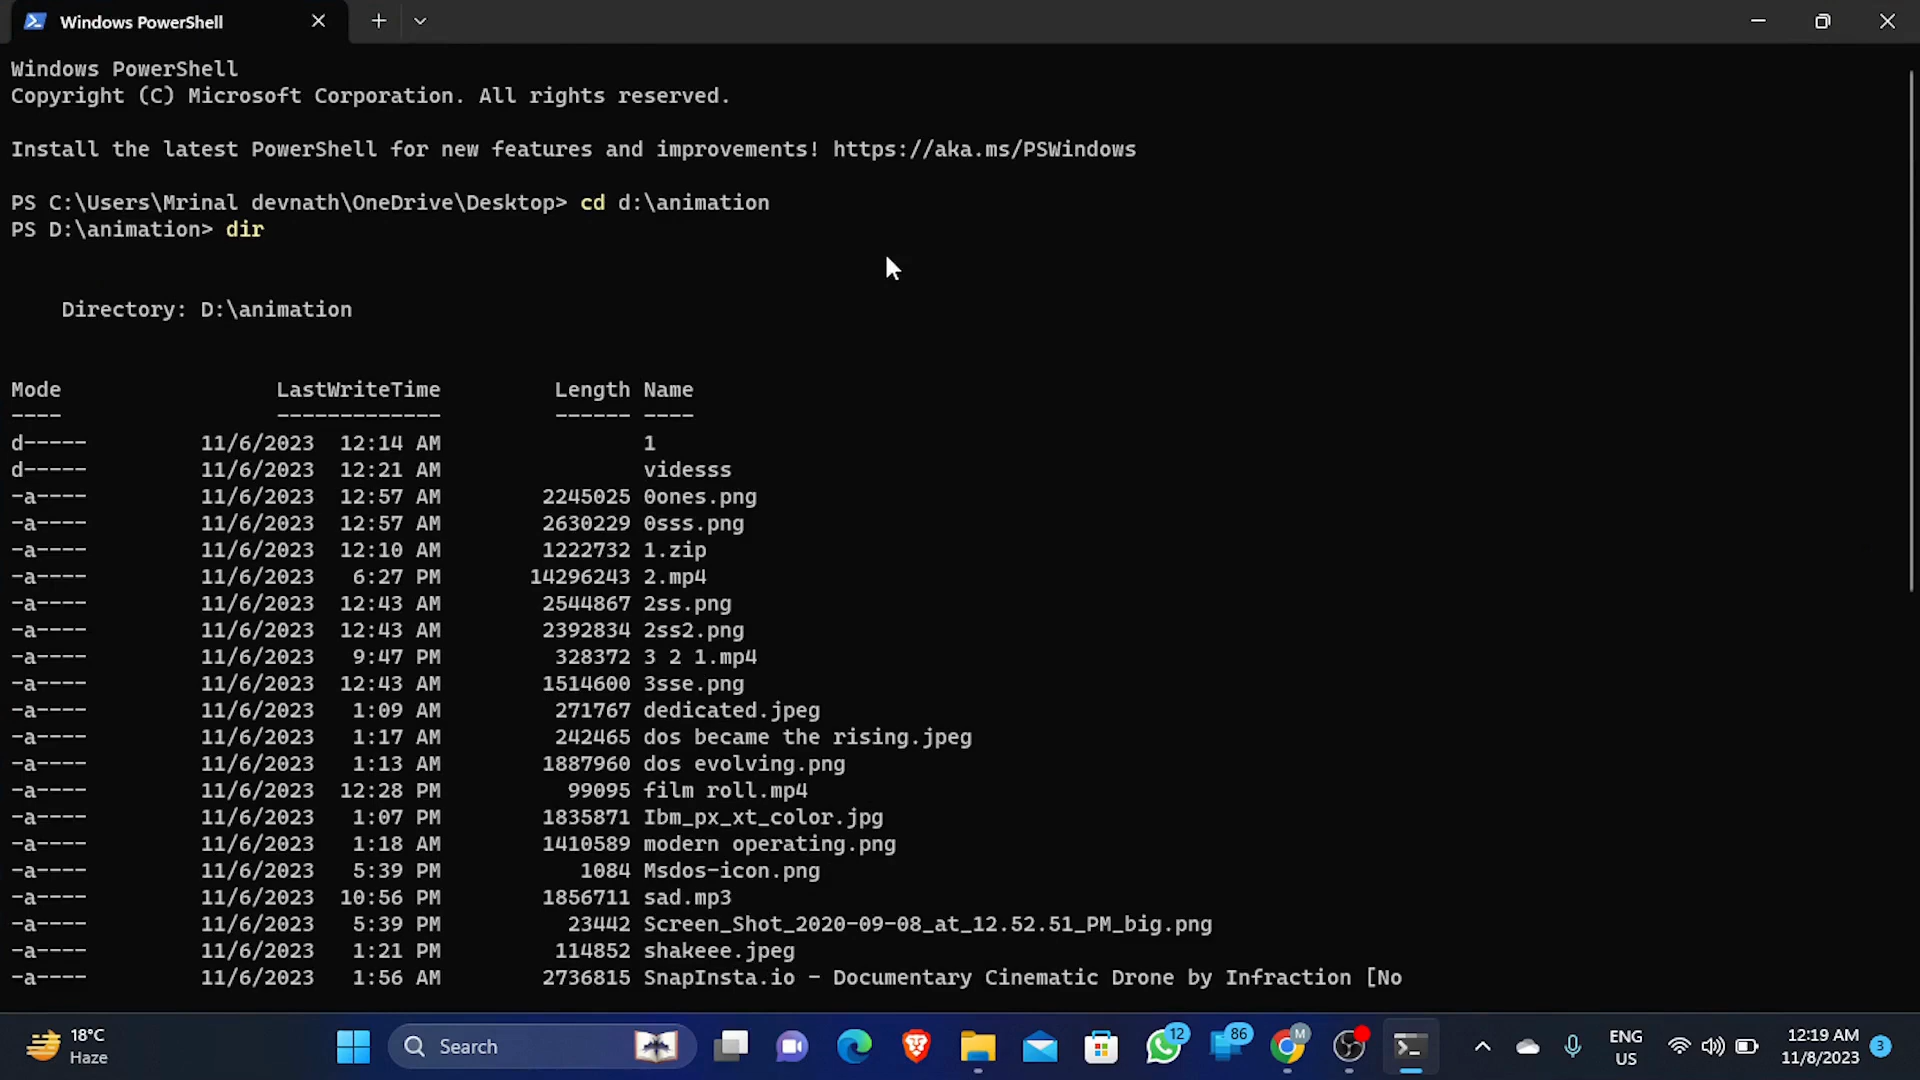 Windows PowerShell
Windows PowerShell
Copyright (C) Microsoft Corporation. All rights reserved.
Install the latest PowerShell for new features and improvements! https://aka.ms/PSWindows
PS C:\Users\Mrinal devnath\OneDrive\Desktop> cd d:\animation
PS D:\animation> dir
Directory: D:\animation
Mode LastWriteTime Length Name
---- ------------- ------ ----
d----- 11/6/2023 12:14 AM 1
d----- 11/6/2023 12:21 AM videsss
-a---- 11/6/2023 12:57 AM 2245025 0ones.png
-a---- 11/6/2023 12:57 AM 2630229 0sss.png
-a---- 11/6/2023 12:10 AM 1222732 1.zip
-a---- 11/6/2023 6:27 PM 14296243 2.mp4
-a---- 11/6/2023 12:43 AM 2544867 2ss.png
-a---- 11/6/2023 12:43 AM 2392834 2ss2.png
-a---- 11/6/2023 9:47 PM 328372 3 2 1.mp4
-a---- 11/6/2023 12:43 AM 1514600 3sse.png
-a---- 11/6/2023 1:09 AM 271767 dedicated.jpeg
-a---- 11/6/2023 1:17 AM 242465 dos became the rising.jpeg
-a---- 11/6/2023 1:13 AM 1887960 dos evolving.png
-a---- 11/6/2023 12:28 PM 99095 film roll.mp4
-a---- 11/6/2023 1:07 PM 1835871 Ibm_px_xt_color.jpg
-a---- 11/6/2023 1:18 AM 1410589 modern operating.png
-a---- 11/6/2023 5:39 PM 1084 Msdos-icon.png
-a---- 11/6/2023 10:56 PM 1856711 sad.mp3
-a---- 11/6/2023 5:39 PM 23442 Screen_Shot_2020-09-08_at_12.52.51_PM_big.png
-a---- 11/6/2023 1:21 PM 114852 shakeee.jpeg
-a---- 11/6/2023 1:56 AM 2736815 SnapInsta.io - Documentary Cinematic Drone by Infraction [No
18°C
Haze
Search
12
86
M
ENG
US
12:19 AM
11/8/2023
3